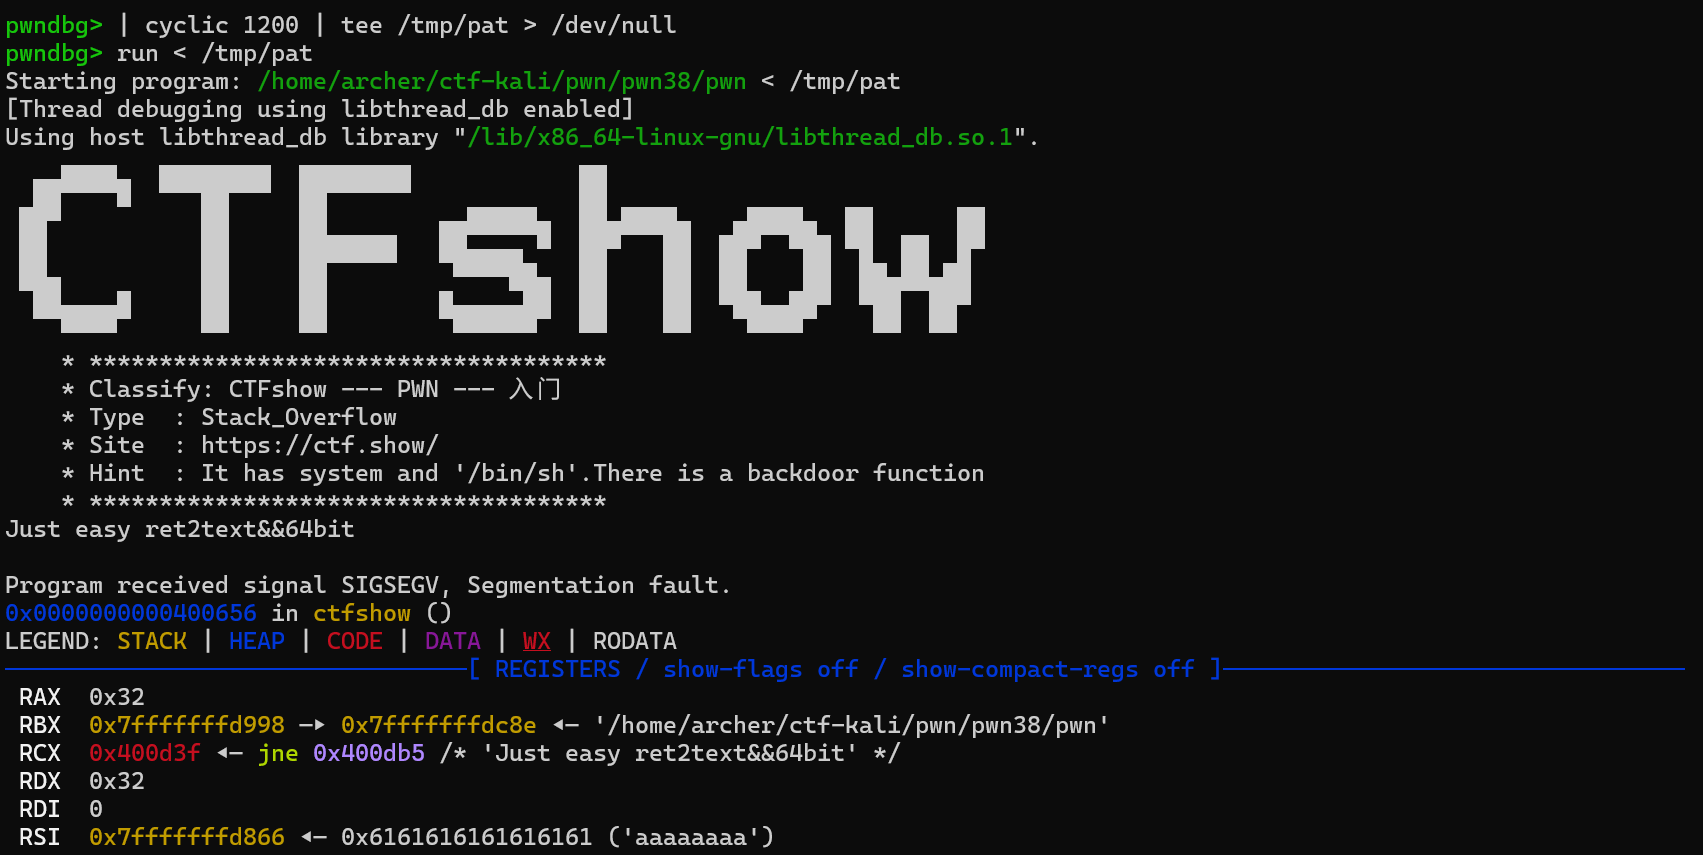 pwndbg> | cyclic 1200 | tee /tmp/pat > /dev/null
pwndbg> run < /tmp/pat
Starting program: /home/archer/ctf-kali/pwn/pwn38/pwn < /tmp/pat
[Thread debugging using libthread_db enabled]
Using host libthread_db library "/lib/x86_64-linux-gnu/libthread_db.so.1".
CTFshow
* *************************************
* Classify: CTFshow --- PWN --- 入门
* Type  : Stack_Overflow
* Site  : https://ctf.show/
* Hint  : It has system and '/bin/sh'.There is a backdoor function
* *************************************
Just easy ret2text&&64bit
Program received signal SIGSEGV, Segmentation fault.
0x0000000000400656 in ctfshow ()
LEGEND: STACK | HEAP | CODE | DATA | WX | RODATA
[ REGISTERS / show-flags off / show-compact-regs off ]
RAX  0x32
RBX  0x7fffffffd998 —▸ 0x7fffffffdc8e ◂— '/home/archer/ctf-kali/pwn/pwn38/pwn'
RCX  0x400d3f ◂— jne 0x400db5 /* 'Just easy ret2text&&64bit' */
RDX  0x32
RDI  0
RSI  0x7fffffffd866 ◂— 0x6161616161616161 ('aaaaaaaa')